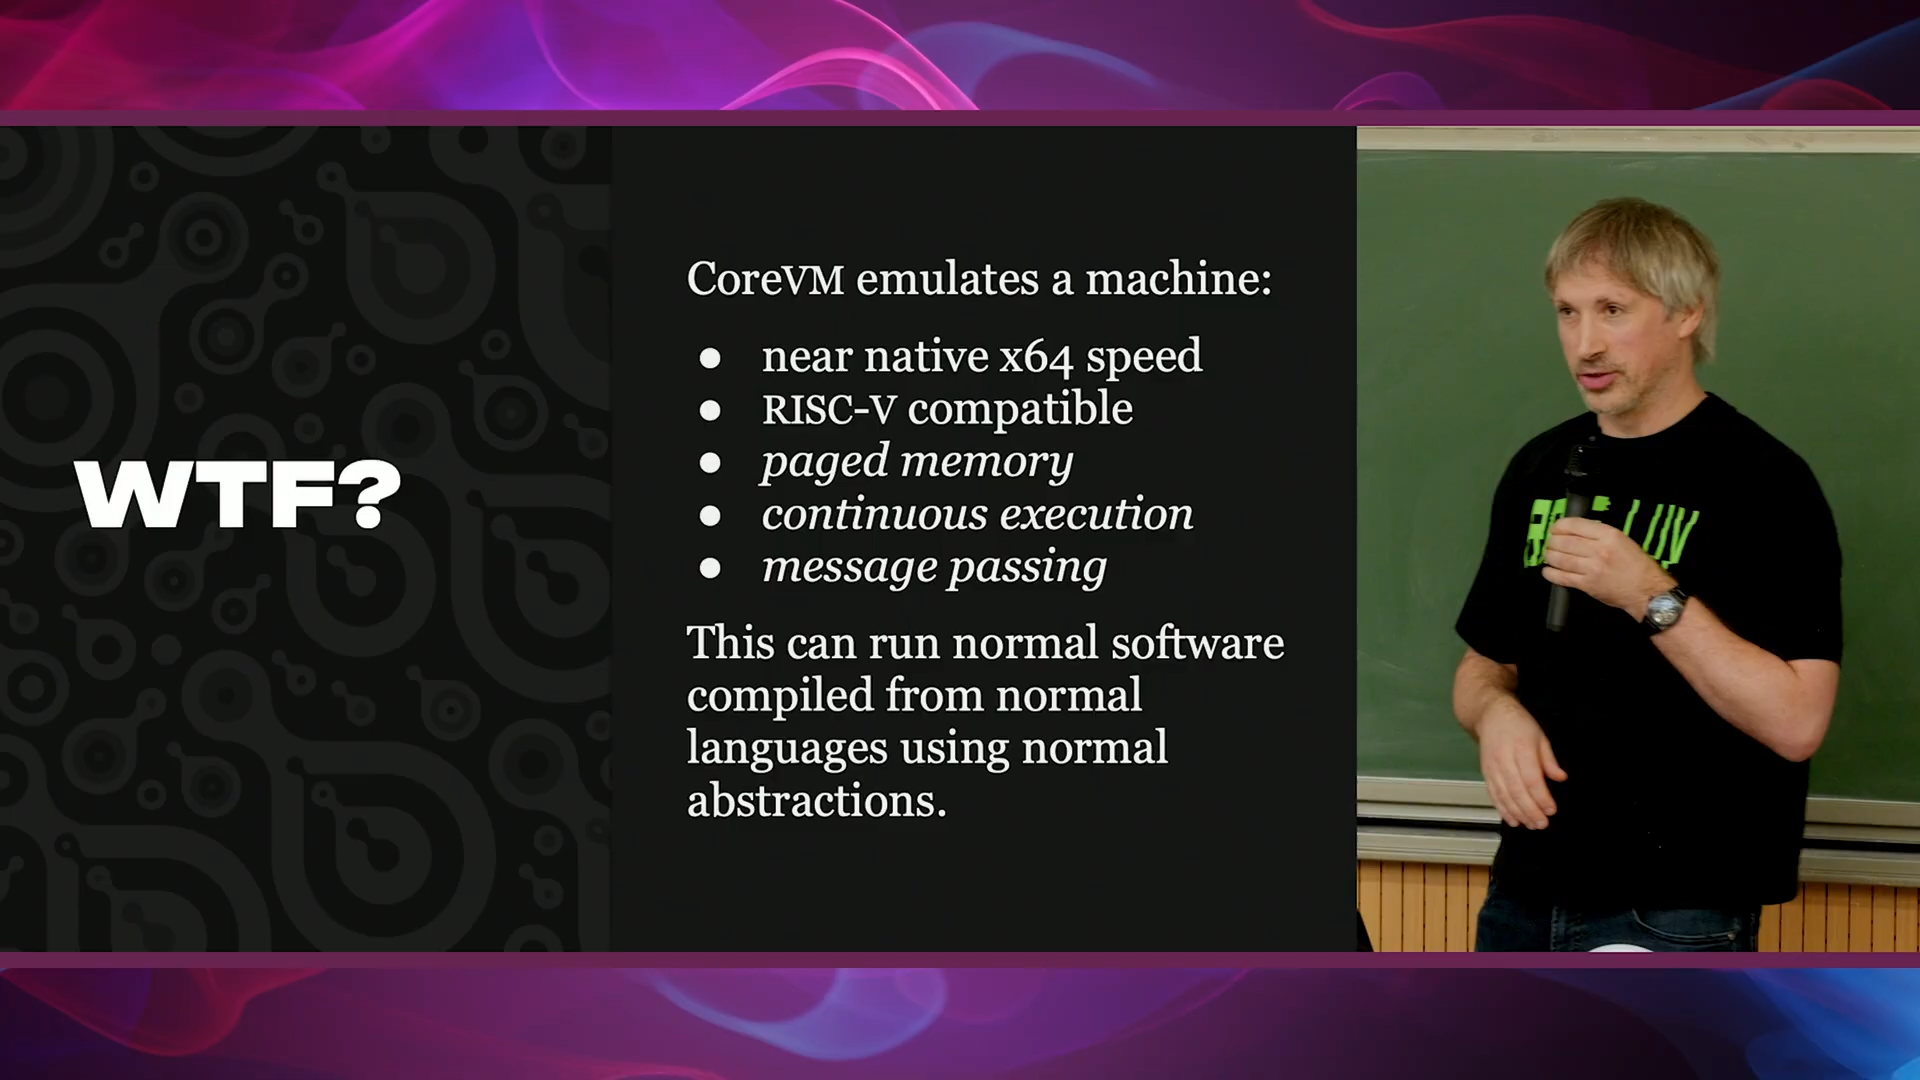 WTF?
CoreVM emulates a machine:
● near native x64 speed
● RISC-V compatible
● paged memory
● continuous execution
● message passing
This can run normal software
compiled from normal
languages using normal
abstractions.